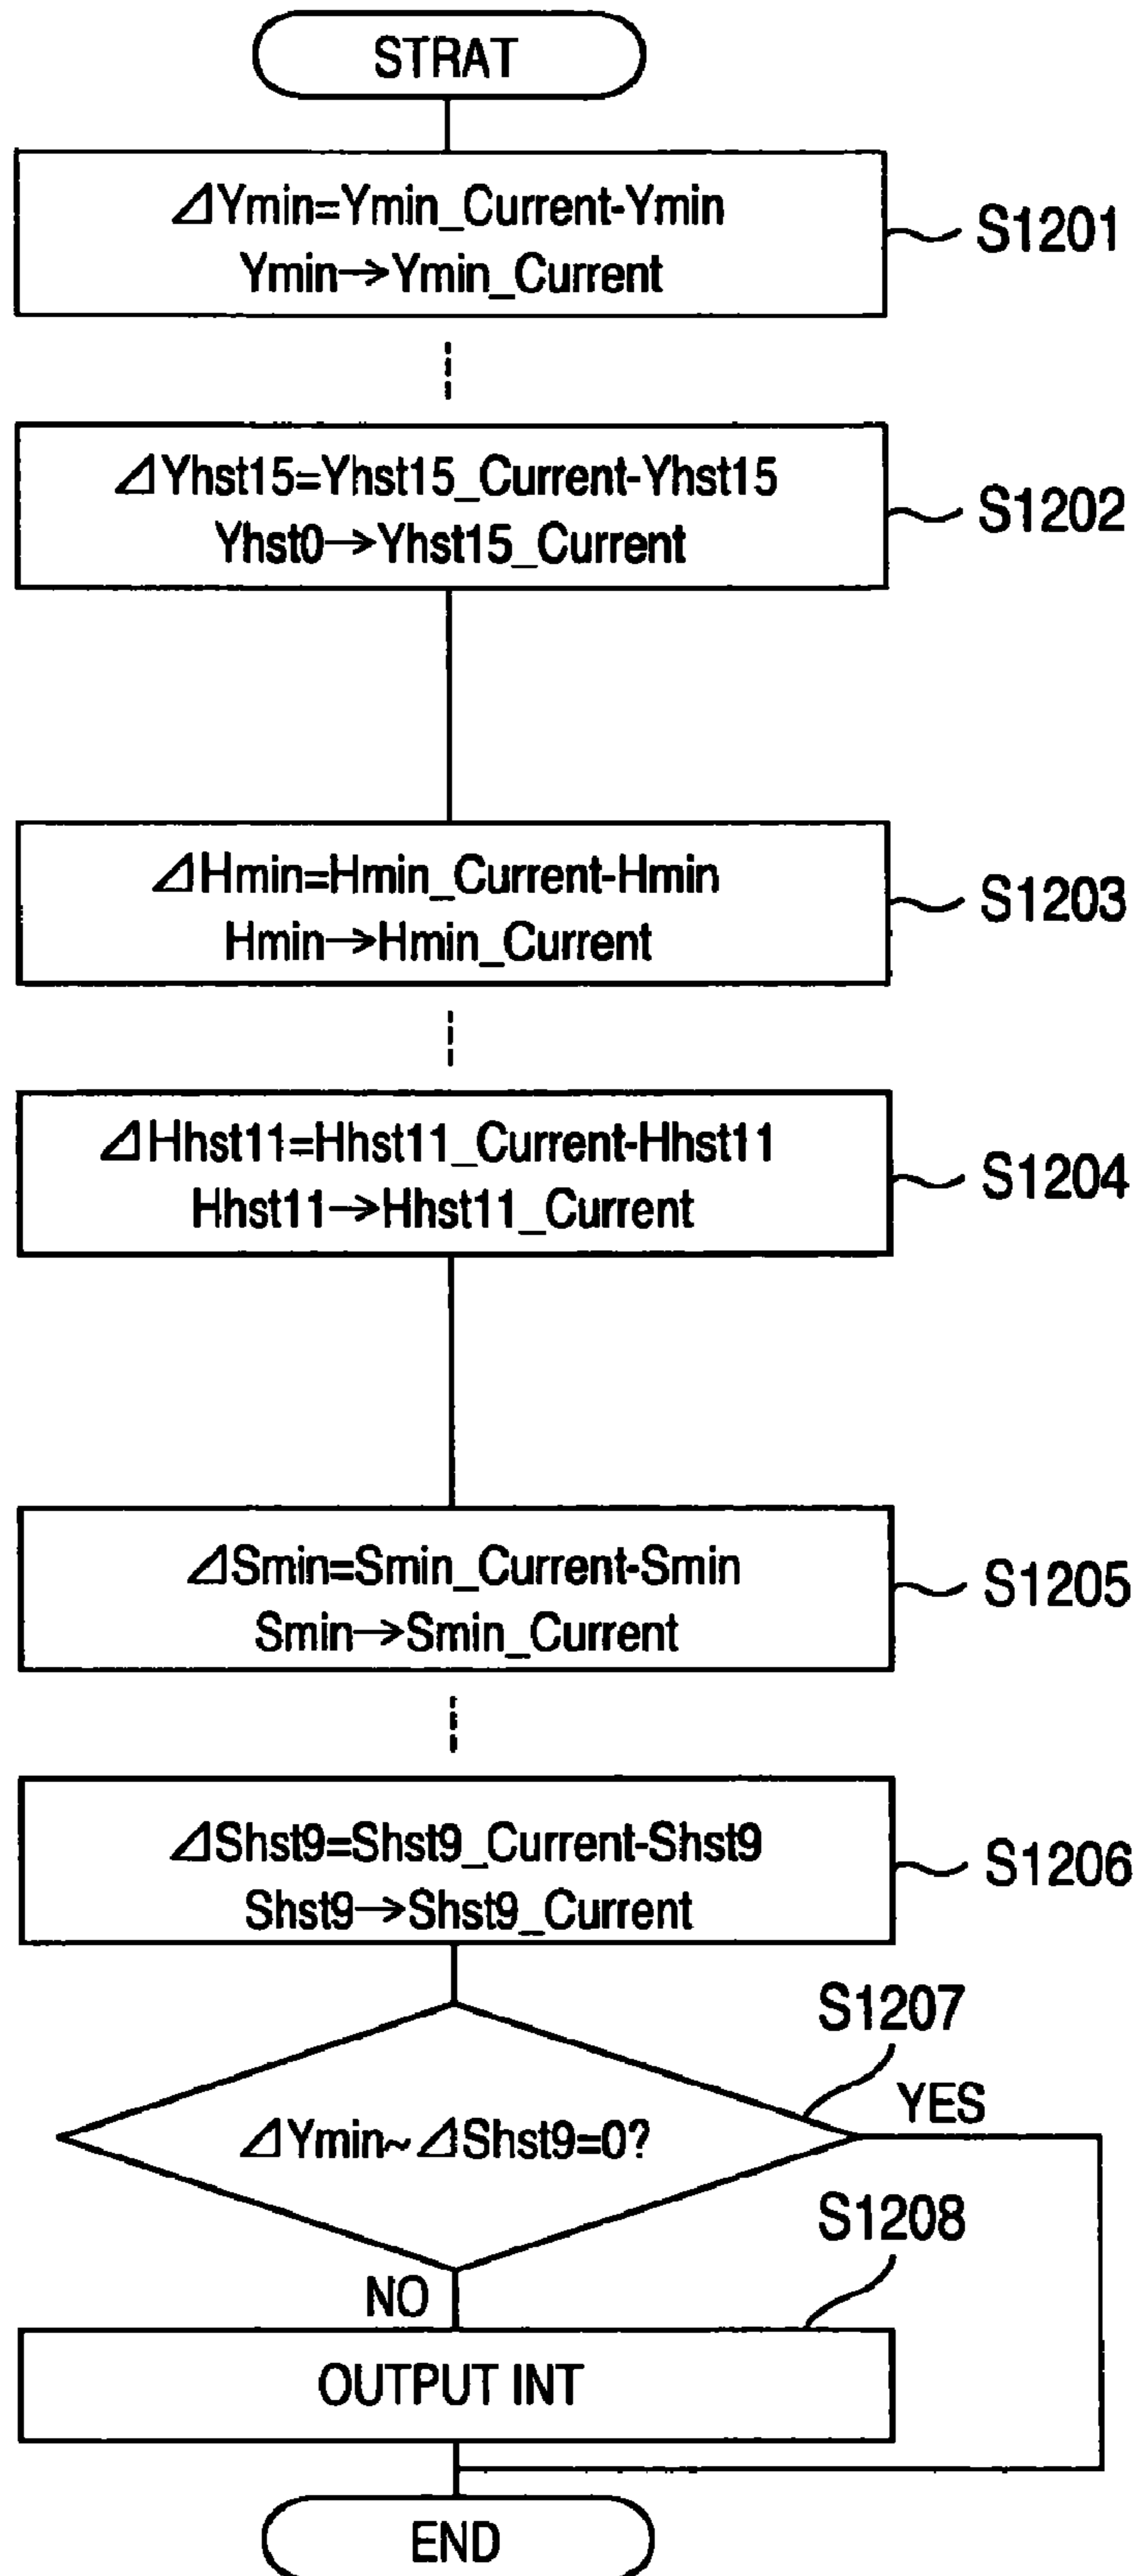 STRAT
⊿Ymin=Ymin_Current-Ymin
Ymin→Ymin_Current
S1201
⊿Yhst15=Yhst15_Current-Yhst15
Yhst0→Yhst15_Current
S1202
⊿Hmin=Hmin_Current-Hmin
Hmin→Hmin_Current
S1203
⊿Hhst11=Hhst11_Current-Hhst11
Hhst11→Hhst11_Current
S1204
⊿Smin=Smin_Current-Smin
Smin→Smin_Current
S1205
⊿Shst9=Shst9_Current-Shst9
Shst9→Shst9_Current
S1206
S1207
YES
⊿Ymin~⊿Shst9=0?
S1208
NO
OUTPUT INT
END